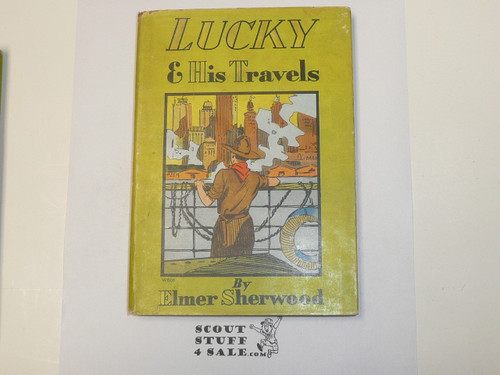 LUCKY
& His Travels
By
Elmer Sherwood
SCOUT
STUFF
4 SALE.COM